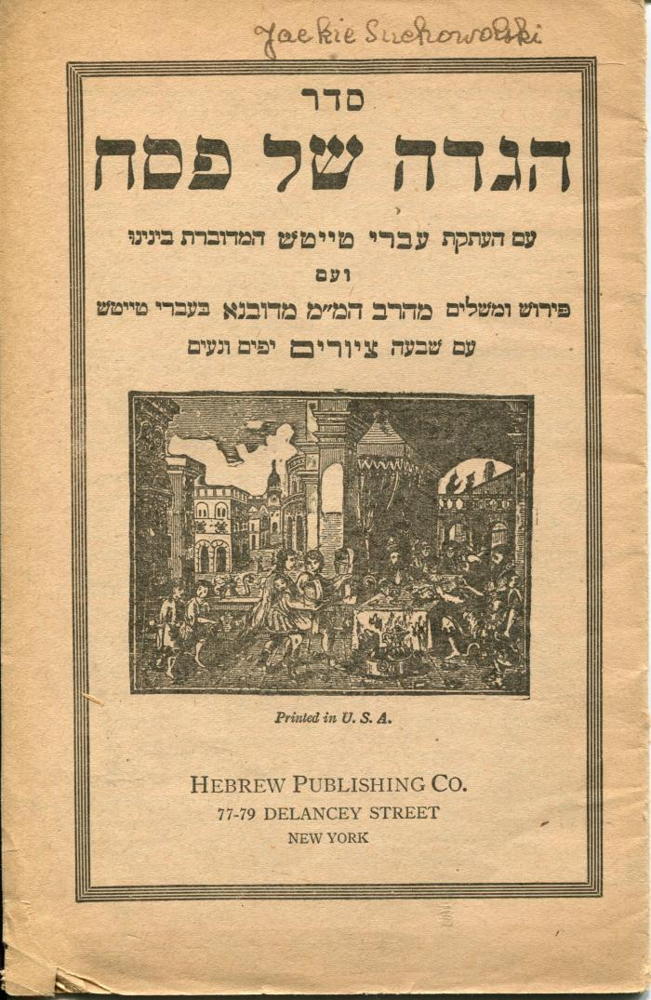 Jackie Suchowolski
סדר
הגדה של פסח
עם העתקת עברי טייטש המדוברת בינינו
ועם
פירוש ומשלים מהרב המ״מ מדובנא בעברי טייטש
עם שבעה ציורים יפים ונעים
Printed in U. S. A.
HEBREW PUBLISHING CO.
77-79 DELANCEY STREET
NEW YORK